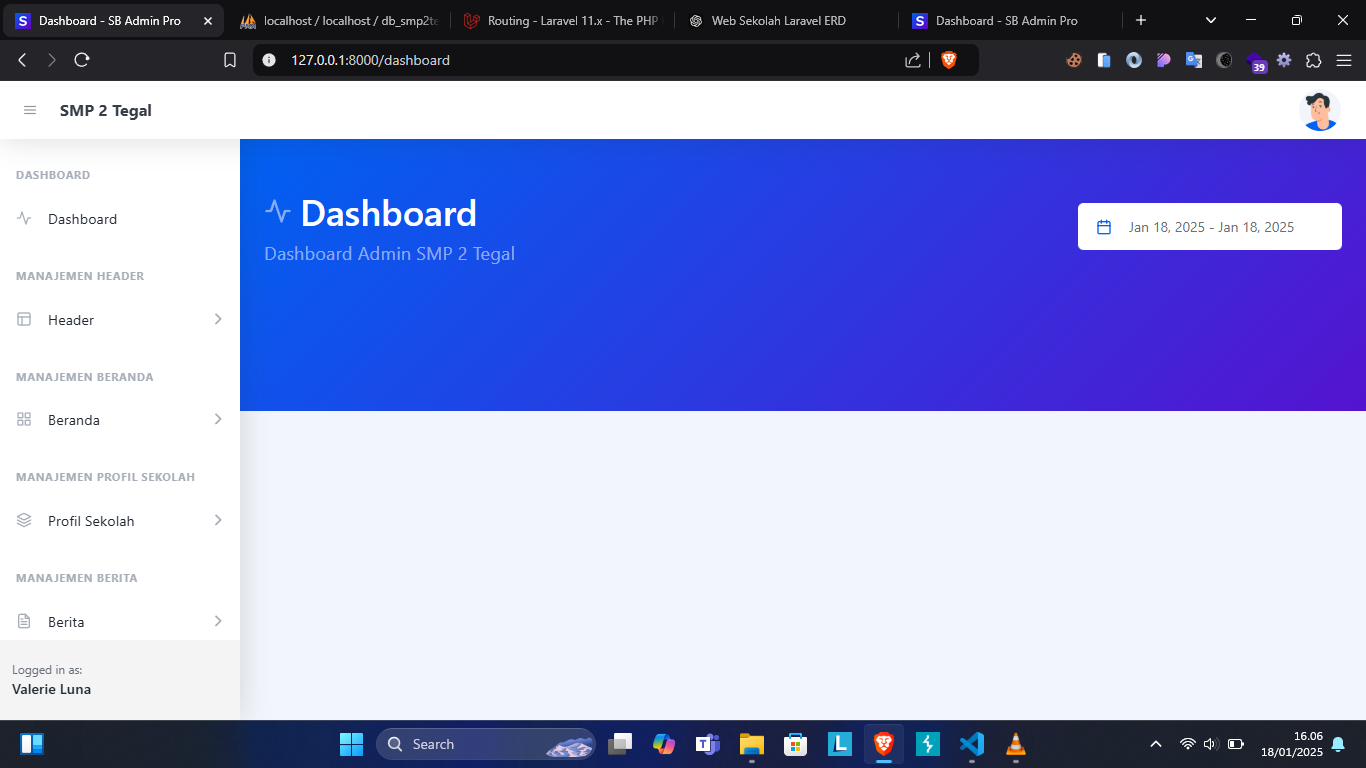 Dashboard - SB Admin Pro
localhost / localhost / db_smp2te
Routing - Laravel 11.x - The PHP
Web Sekolah Laravel ERD
Dashboard - SB Admin Pro
127.0.0.1:8000/dashboard
39
SMP 2 Tegal
DASHBOARD
Dashboard
MANAJEMEN HEADER
Header
MANAJEMEN BERANDA
Beranda
MANAJEMEN PROFIL SEKOLAH
Profil Sekolah
MANAJEMEN BERITA
Berita
Logged in as:
Valerie Luna
Dashboard
Dashboard Admin SMP 2 Tegal
Jan 18, 2025 - Jan 18, 2025
Search
16.06
18/01/2025